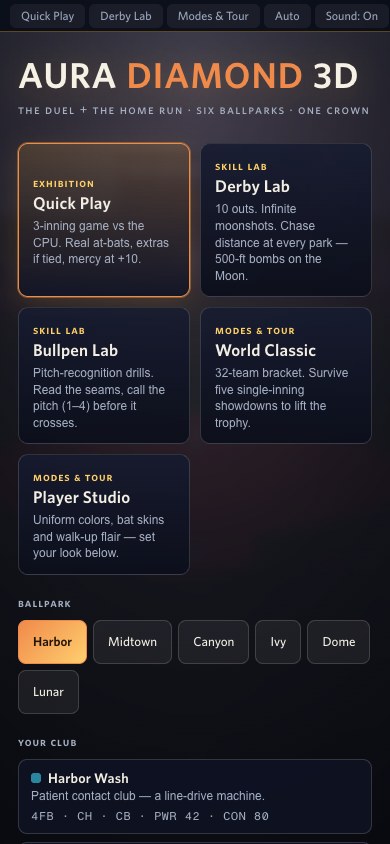 Quick Play
Derby Lab
Modes & Tour
Auto
Sound: On
AURA DIAMOND 3D
THE DUEL + THE HOME RUN · SIX BALLPARKS · ONE CROWN
EXHIBITION
Quick Play
3-inning game vs the
CPU. Real at-bats, extras
if tied, mercy at +10.
SKILL LAB
Derby Lab
10 outs. Infinite
moonshots. Chase
distance at every park —
500-ft bombs on the
Moon.
SKILL LAB
Bullpen Lab
Pitch-recognition drills.
Read the seams, call the
pitch (1–4) before it
crosses.
MODES & TOUR
World Classic
32-team bracket. Survive
five single-inning
showdowns to lift the
trophy.
MODES & TOUR
Player Studio
Uniform colors, bat skins
and walk-up flair — set
your look below.
BALLPARK
Harbor
Midtown
Canyon
Ivy
Dome
Lunar
YOUR CLUB
Harbor Wash
Patient contact club — a line-drive machine.
4FB · CH · CB · PWR 42 · CON 80